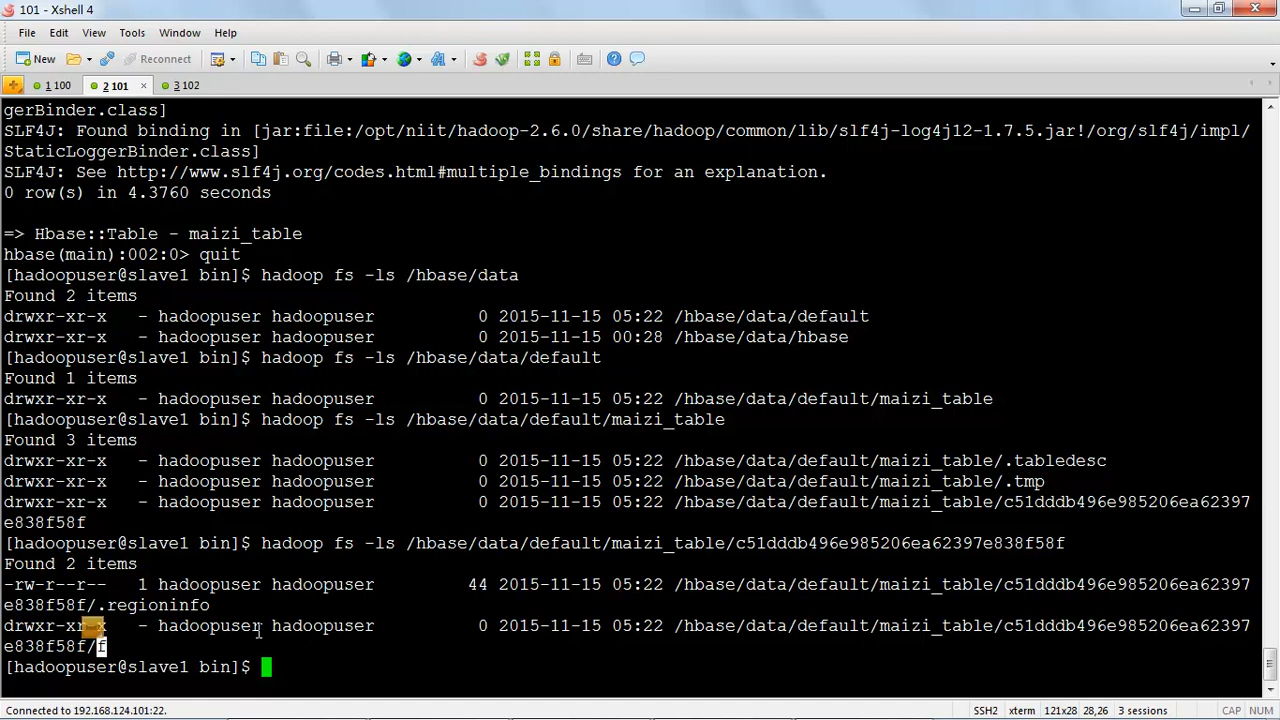 101 - Xshell 4
File Edit View Tools Window Help
New Reconnect
1 100 2 101 × 3 102
gerBinder.class]
SLF4J: Found binding in [jar:file:/opt/niit/hadoop-2.6.0/share/hadoop/common/lib/slf4j-log4j12-1.7.5.jar!/org/slf4j/impl/
StaticLoggerBinder.class]
SLF4J: See http://www.slf4j.org/codes.html#multiple_bindings for an explanation.
0 row(s) in 4.3760 seconds
=> Hbase::Table - maizi_table
hbase(main):002:0> quit
[hadoopuser@slave1 bin]$ hadoop fs -ls /hbase/data
Found 2 items
drwxr-xr-x - hadoopuser hadoopuser 0 2015-11-15 05:22 /hbase/data/default
drwxr-xr-x - hadoopuser hadoopuser 0 2015-11-15 00:28 /hbase/data/hbase
[hadoopuser@slave1 bin]$ hadoop fs -ls /hbase/data/default
Found 1 items
drwxr-xr-x - hadoopuser hadoopuser 0 2015-11-15 05:22 /hbase/data/default/maizi_table
[hadoopuser@slave1 bin]$ hadoop fs -ls /hbase/data/default/maizi_table
Found 3 items
drwxr-xr-x - hadoopuser hadoopuser 0 2015-11-15 05:22 /hbase/data/default/maizi_table/.tabledesc
drwxr-xr-x - hadoopuser hadoopuser 0 2015-11-15 05:22 /hbase/data/default/maizi_table/.tmp
drwxr-xr-x - hadoopuser hadoopuser 0 2015-11-15 05:22 /hbase/data/default/maizi_table/c51dddb496e985206ea62397
e838f58f
[hadoopuser@slave1 bin]$ hadoop fs -ls /hbase/data/default/maizi_table/c51dddb496e985206ea62397e838f58f
Found 2 items
-rw-r--r-- 1 hadoopuser hadoopuser 44 2015-11-15 05:22 /hbase/data/default/maizi_table/c51dddb496e985206ea62397
e838f58f/.regioninfo
drwxr-xr-x - hadoopuser hadoopuser 0 2015-11-15 05:22 /hbase/data/default/maizi_table/c51dddb496e985206ea62397
e838f58f/f
[hadoopuser@slave1 bin]$
Connected to 192.168.124.101:22. SSH2 xterm 121x28 28,26 3 sessions CAP NUM